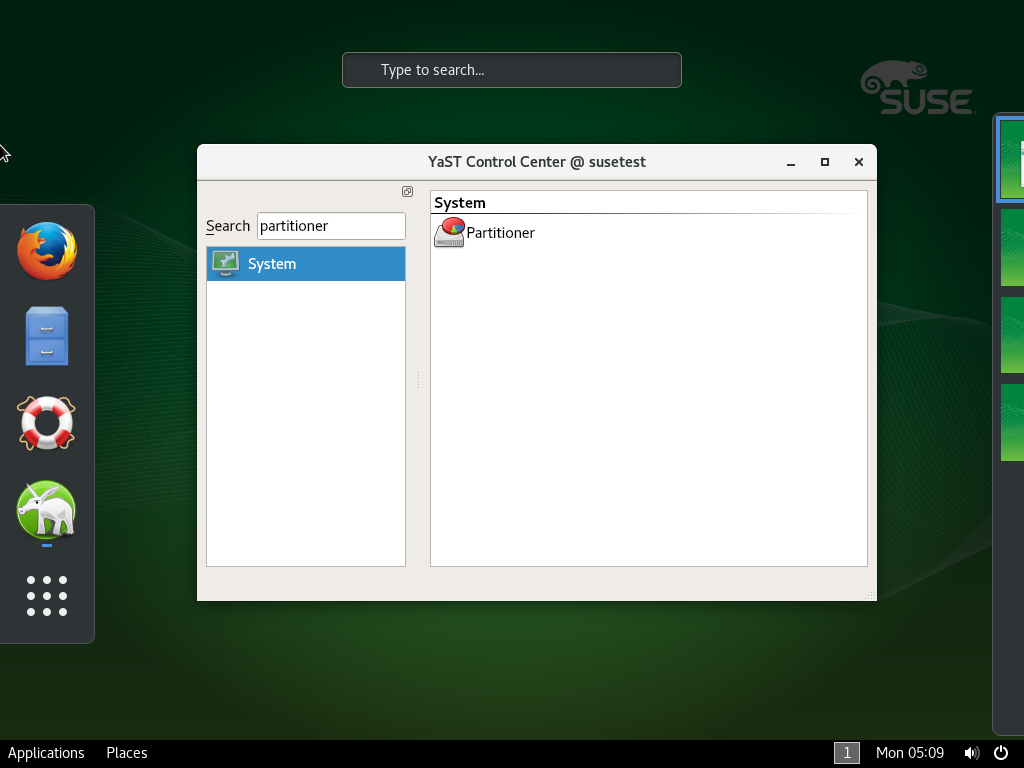 Type to search...
SUSE
YaST Control Center @ susetest
Search partitioner
System
System
Partitioner
Applications Places 1 Mon 05:09